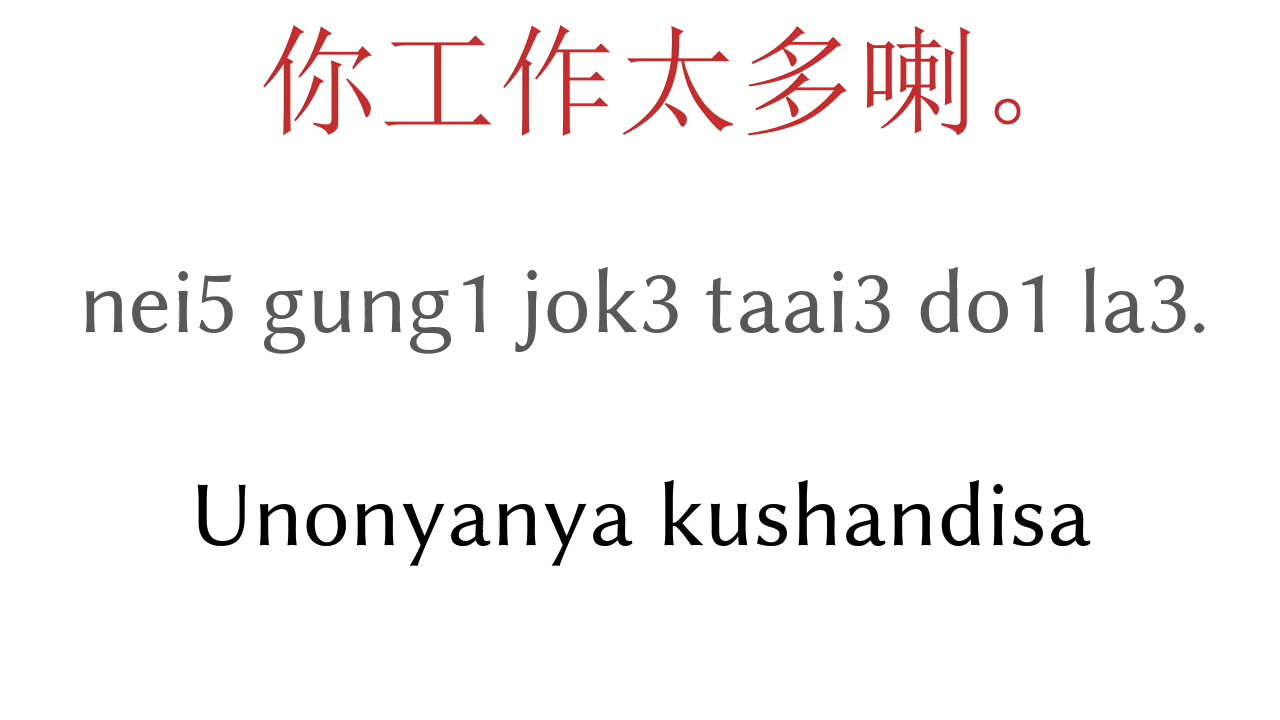 你工作太多喇。
nei5 gung1 jok3 taai3 do1 la3.
Unonyanya kushandisa